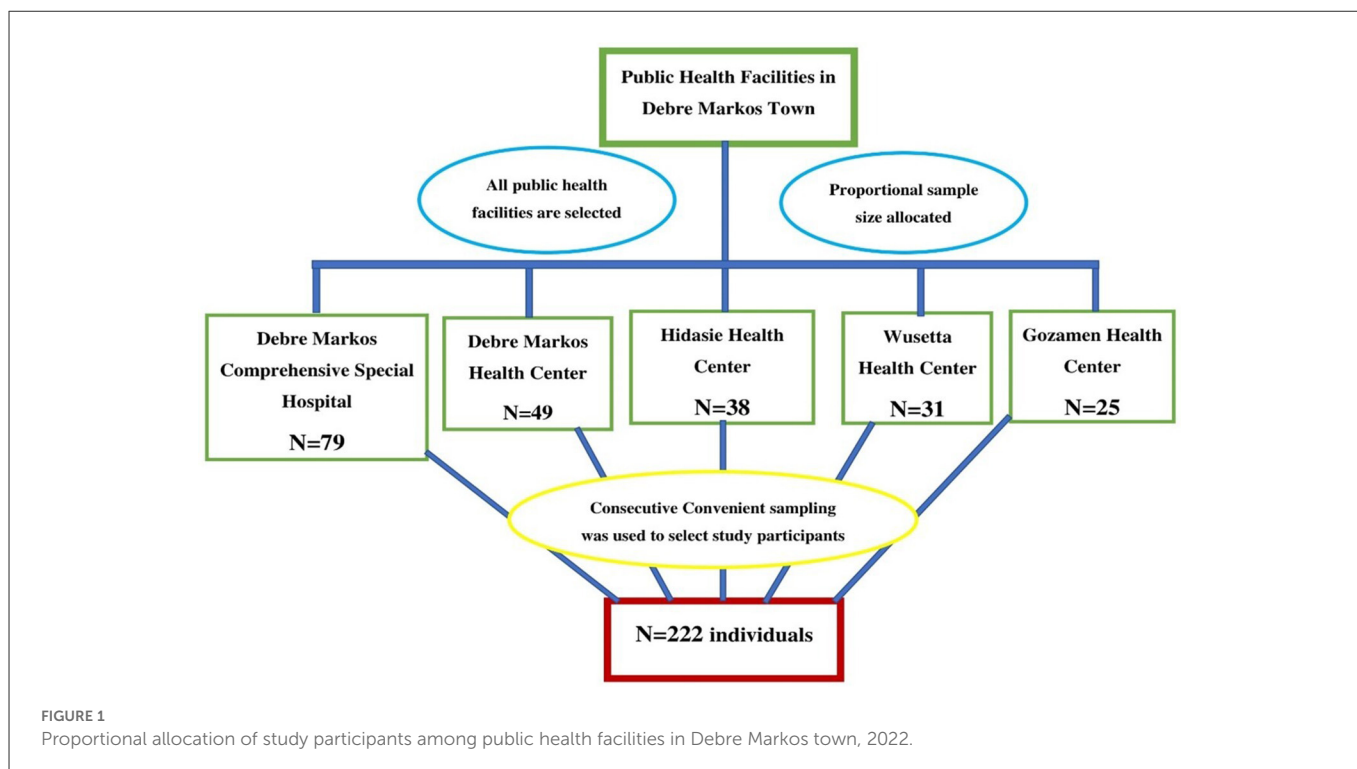 Public Health Facilities in
Debre Markos Town
All public health
facilities are selected
Proportional sample
size allocated
Debre Markos
Comprehensive Special
Hospital
N=79
Debre Markos
Health Center
N=49
Hidasie Health
Center
N=38
Wusetta
Health Center
N=31
Gozamen Health
Center
N=25
Consecutive Convenient sampling
was used to select study participants
N=222 individuals
FIGURE 1
Proportional allocation of study participants among public health facilities in Debre Markos town, 2022.